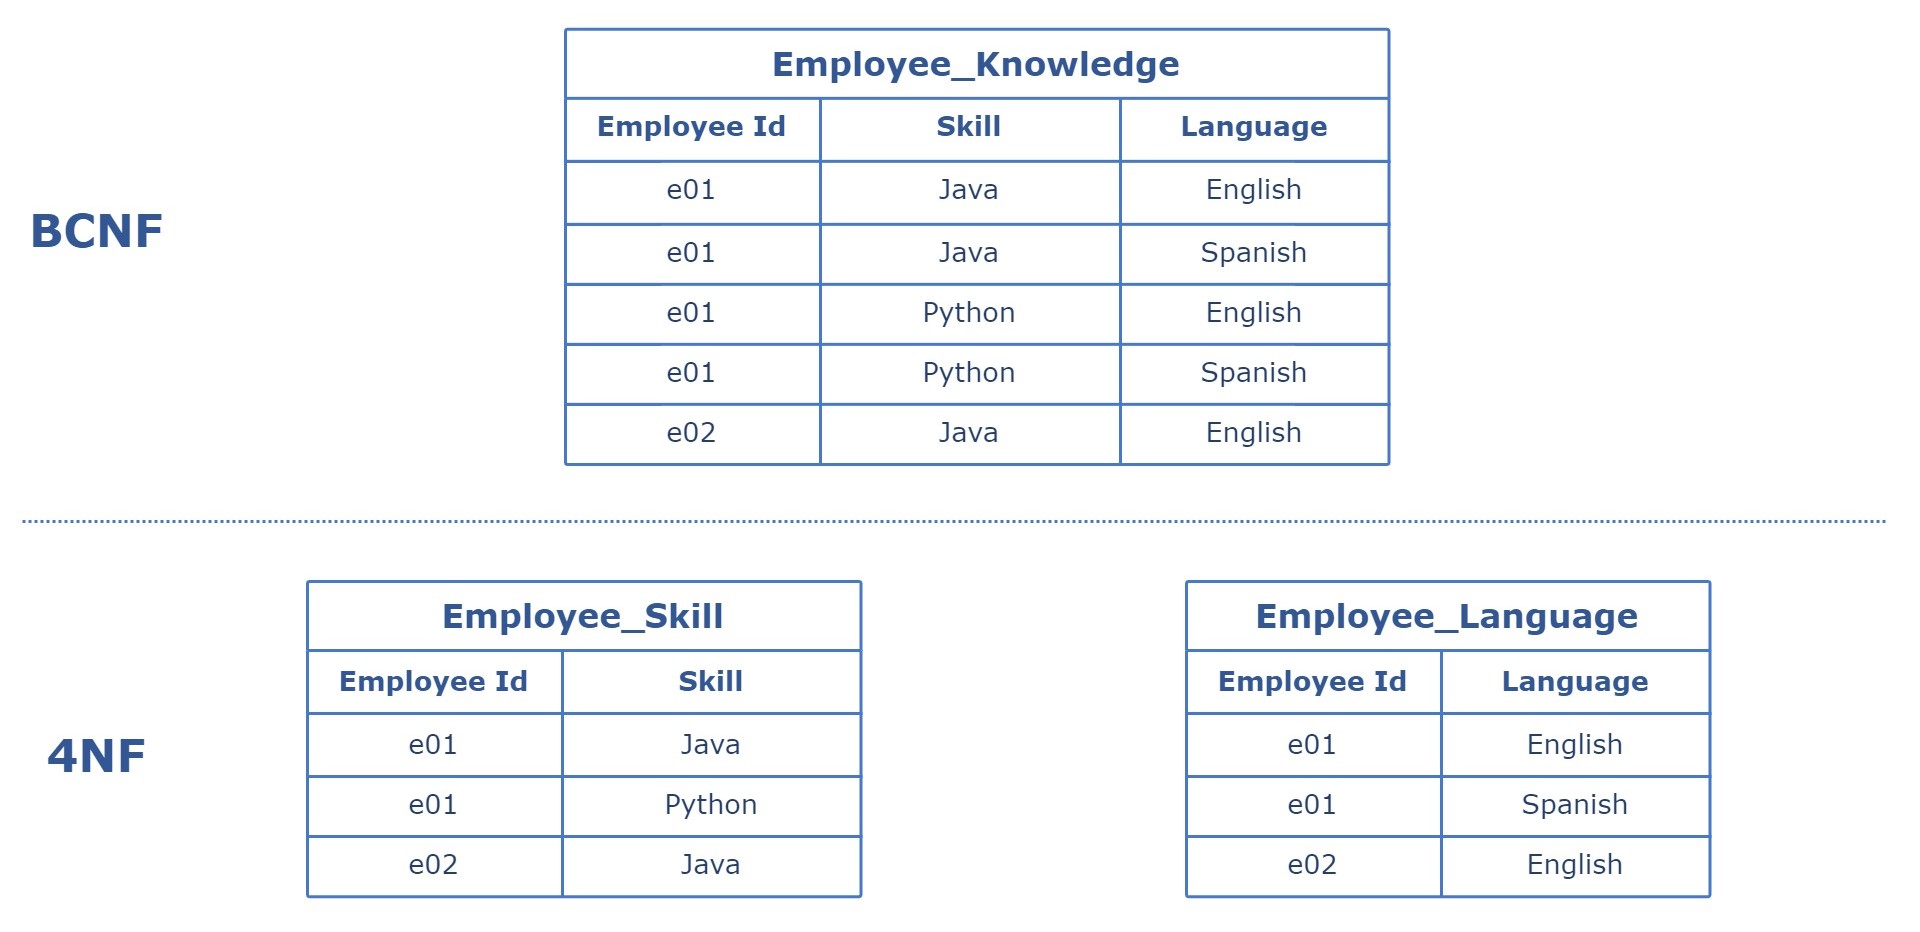 Employee_Knowledge
Employee Id Skill Language
e01 Java English
BCNF
e01 Java Spanish
e01 Python English
e01 Python Spanish
e02 Java English
Employee_Skill
Employee Id Skill
e01 Java
e01 Python
e02 Java
4NF
Employee_Language
Employee Id Language
e01 English
e01 Spanish
e02 English